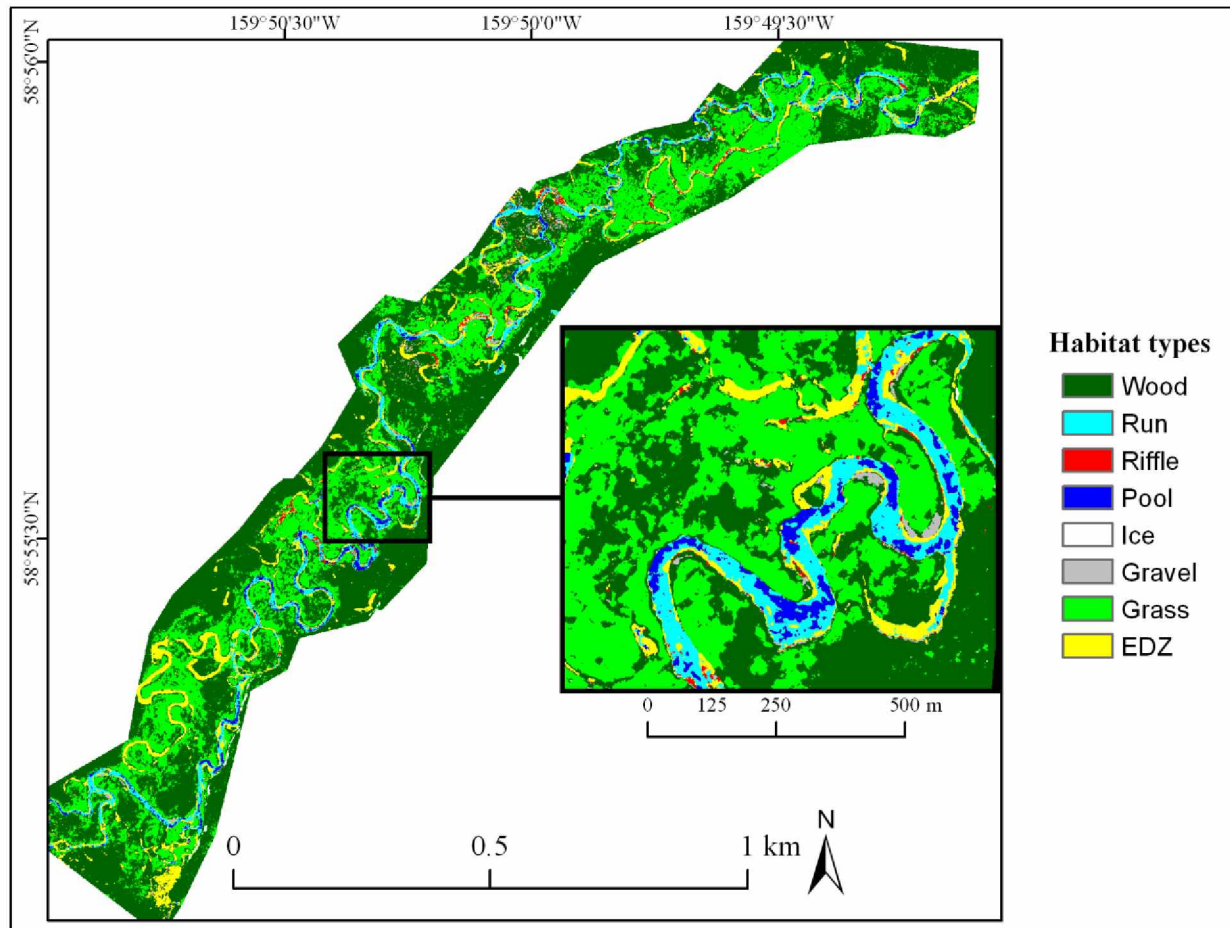 159°50'30"W 159°50'0"W 159°49'30"W
58°56'0"N
58°55'30"N
Habitat types
Wood
Run
Riffle
Pool
Ice
Gravel
Grass
EDZ
0 125 250 500 m
N
0 0.5 1 km